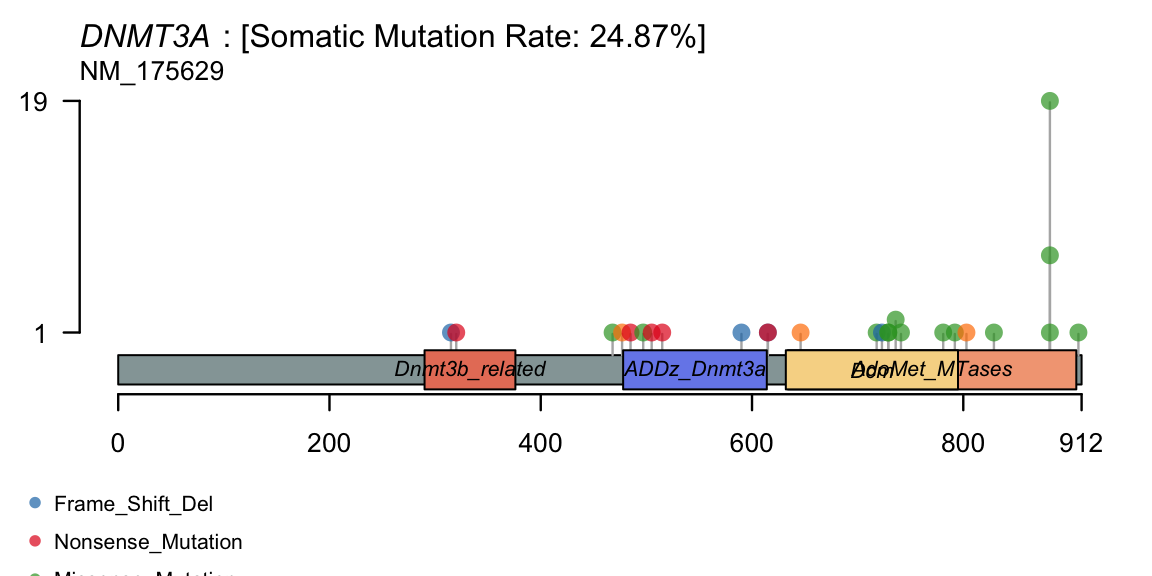 DNMT3A : [Somatic Mutation Rate: 24.87%]
NM_175629
19
1
Dnmt3b_related ADDz_Dnmt3a Dcm AdoMet_MTases
0 200 400 600 800 912
Frame_Shift_Del
Nonsense_Mutation
Missense_Mutation